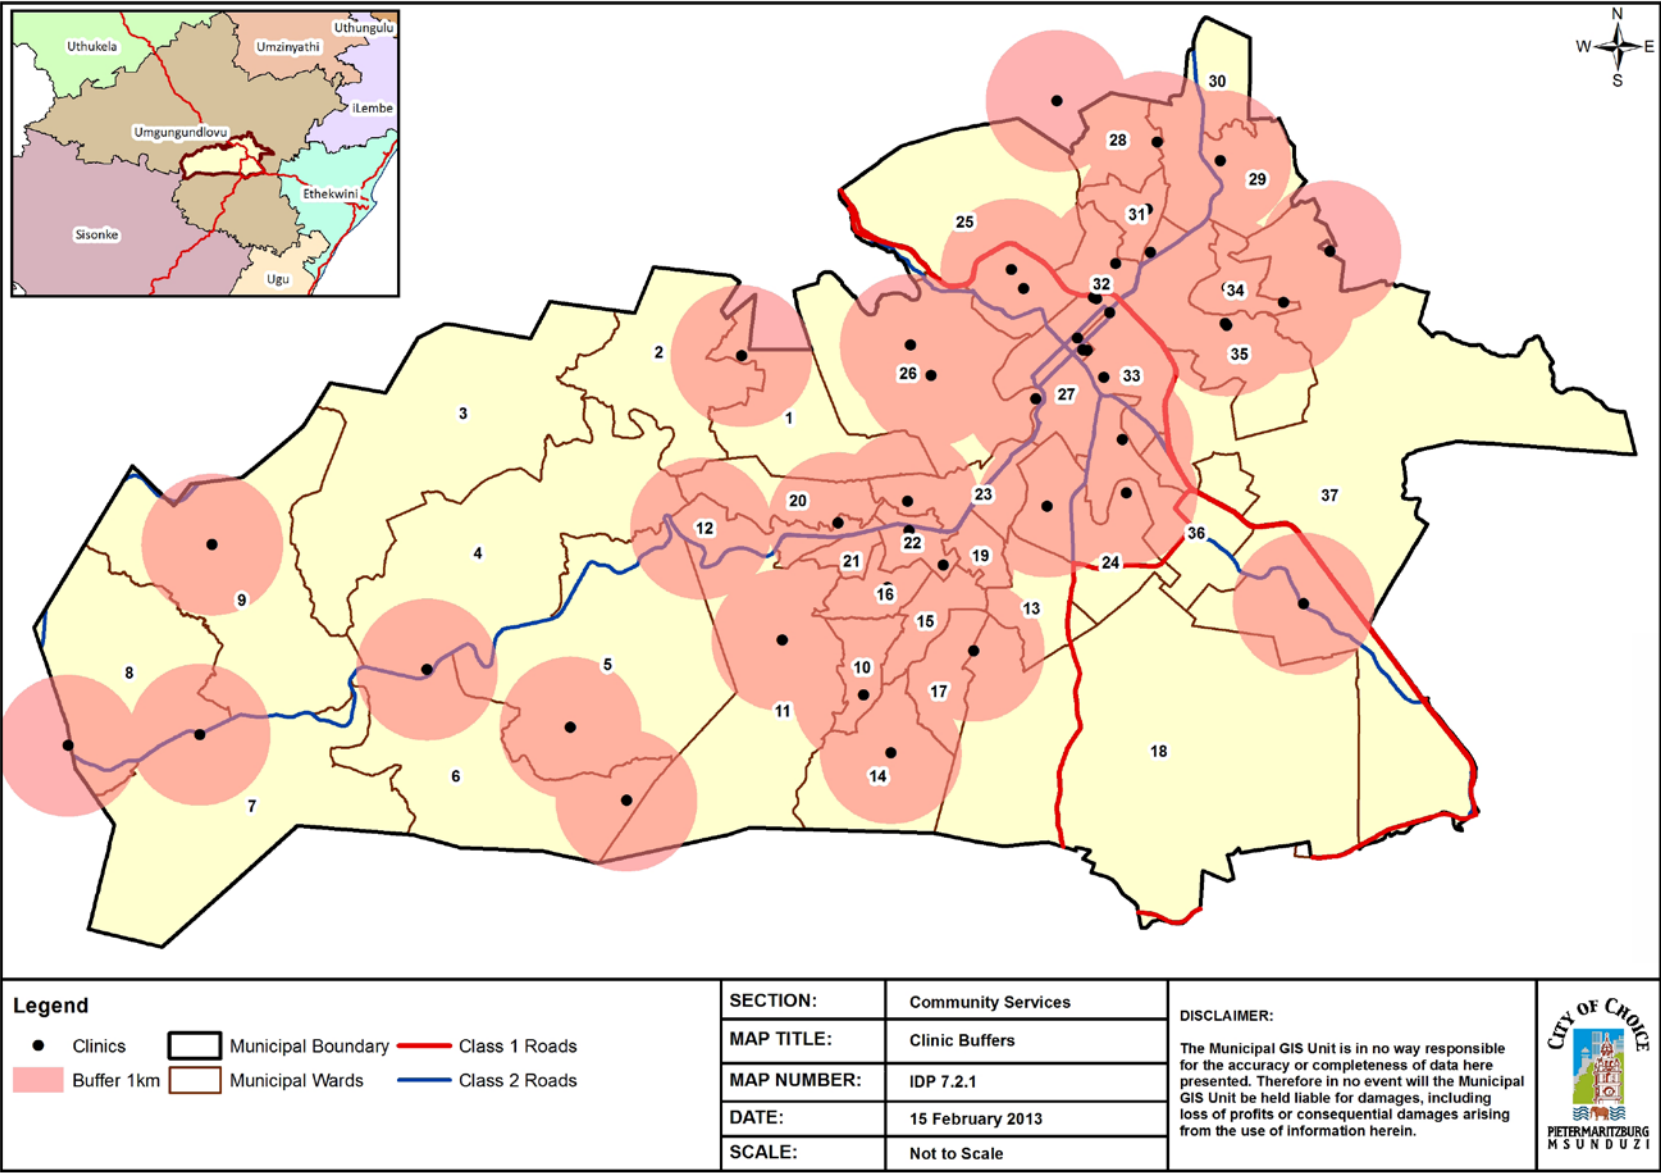 Uthungulu
Uthukela
Umzinyathi
iLembe
Umgungundlovu
Ethekwini
Sisonke
Ugu
N
W E
S
30
28
29
25
31
34
32
2
35
26
33
27
3
1
20
23
37
12
22
36
4
21
19
24
16
9
13
15
5
10
8
17
11
18
14
6
7
Legend
Clinics
Municipal Boundary
Class 1 Roads
Buffer 1km
Municipal Wards
Class 2 Roads
SECTION: Community Services
MAP TITLE: Clinic Buffers
MAP NUMBER: IDP 7.2.1
DATE: 15 February 2013
SCALE: Not to Scale
DISCLAIMER:
The Municipal GIS Unit is in no way responsible
for the accuracy or completeness of data here
presented. Therefore in no event will the Municipal
GIS Unit be held liable for damages, including
loss of profits or consequential damages arising
from the use of information herein.
CITY OF CHOICE
PIETERMARITZBURG
MSUNDUZI